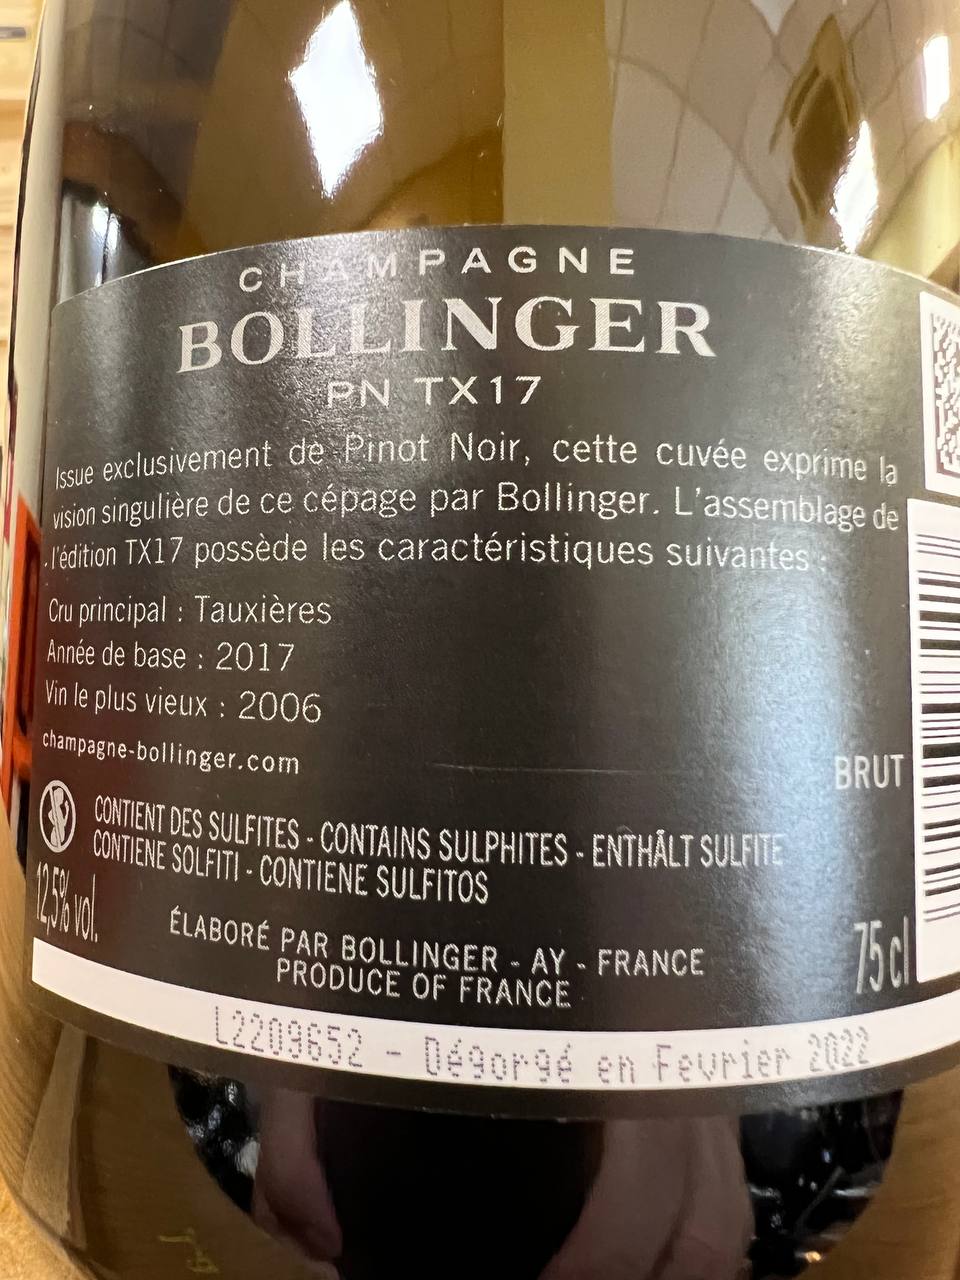 CHAMPAGNE
BOLLINGER
PN TX17
Issue exclusivement de Pinot Noir, cette cuvée exprime la
vision singulière de ce cépage par Bollinger. L'assemblage de
l'édition TX17 possède les caractéristiques suivantes :
Cru principal : Tauxières
Année de base : 2017
Vin le plus vieux : 2006
champagne-bollinger.com
BRUT
CONTIENT DES SULFITES - CONTAINS SULPHITES - ENTHÄLT SULFITE
CONTIENE SOLFITI - CONTIENE SULFITOS
12,5% vol.
ÉLABORÉ PAR BOLLINGER - AY - FRANCE
PRODUCE OF FRANCE
75 cl
L2209652 - Dégorgé en Fevrier 2022